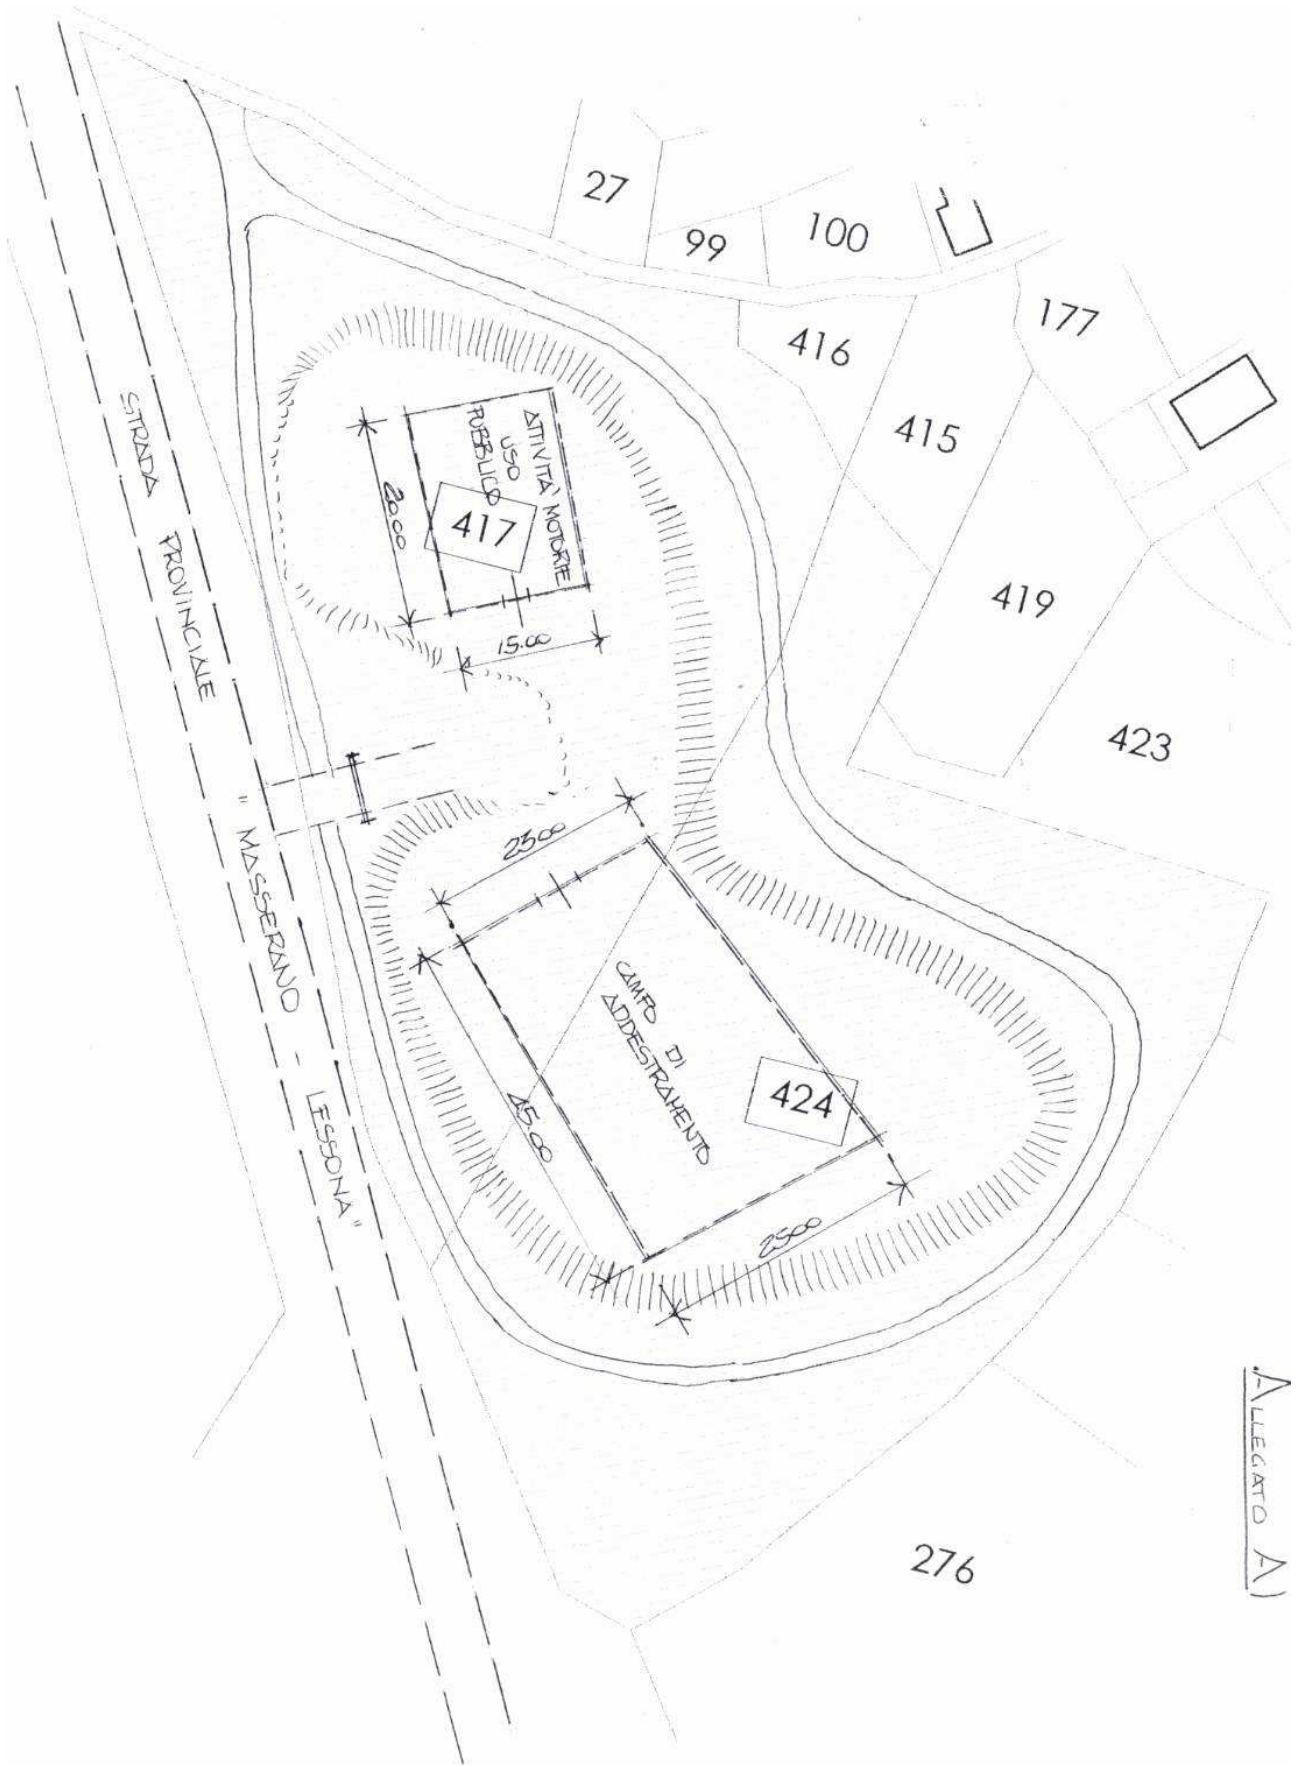 27
99
100
177
416
415
419
423
ATTIVITA' MOTORIE
USO
PUBBLICO
417
20.00
15.00
STRADA PROVINCIALE
"MASSERANO - LESSONA"
23.00
CAMPO DI
ADDESTRAMENTO
424
45.00
25.00
276
ALLEGATO A)